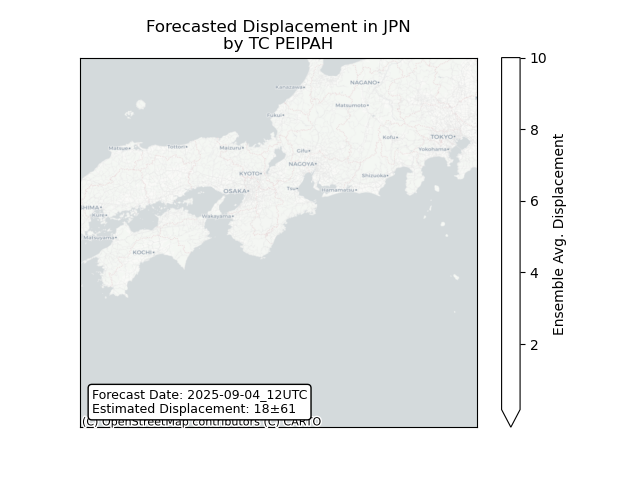 Forecasted Displacement in JPN
by TC PEIPAH
NAGANO
Kanazawa
Matsumoto
Fukui
Kofu
TOKYO
Matsue
Tottori
Maizuru
Gifu
Yokohama
NAGOYA
KYOTO
Shizuoka
OSAKA
Tsu
Hamamatsu
SHIMA
Kure
Wakayama
Matsuyama
KOCHI
10
8
6
4
2
Ensemble Avg. Displacement
Forecast Date: 2025-09-04_12UTC
Estimated Displacement: 18±61
(C) OpenStreetMap contributors (C) CARTO